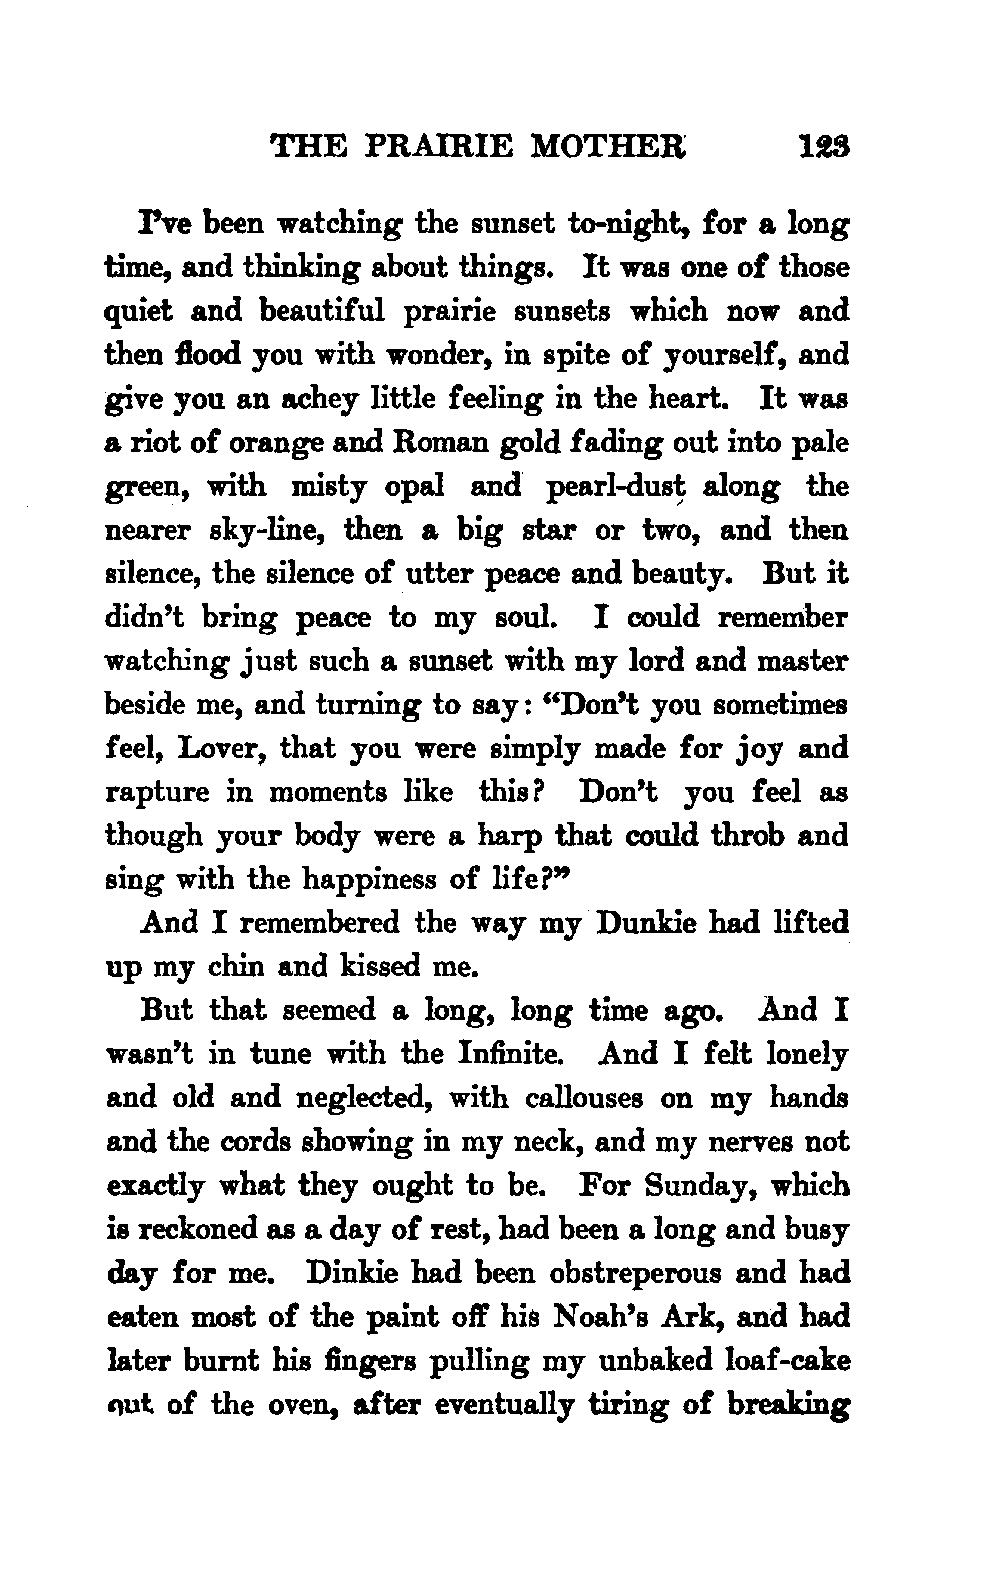 THE PRAIRIE MOTHER 123
I've been watching the sunset to-night, for a long
time, and thinking about things. It was one of those
quiet and beautiful prairie sunsets which now and
then flood you with wonder, in spite of yourself, and
give you an achey little feeling in the heart. It was
a riot of orange and Roman gold fading out into pale
green, with misty opal and pearl-dust along the
nearer sky-line, then a big star or two, and then
silence, the silence of utter peace and beauty. But it
didn't bring peace to my soul. I could remember
watching just such a sunset with my lord and master
beside me, and turning to say: "Don't you sometimes
feel, Lover, that you were simply made for joy and
rapture in moments like this? Don't you feel as
though your body were a harp that could throb and
sing with the happiness of life?"
And I remembered the way my Dunkie had lifted
up my chin and kissed me.
But that seemed a long, long time ago. And I
wasn't in tune with the Infinite. And I felt lonely
and old and neglected, with callouses on my hands
and the cords showing in my neck, and my nerves not
exactly what they ought to be. For Sunday, which
is reckoned as a day of rest, had been a long and busy
day for me. Dinkie had been obstreperous and had
eaten most of the paint off his Noah's Ark, and had
later burnt his fingers pulling my unbaked loaf-cake
out of the oven, after eventually tiring of breaking